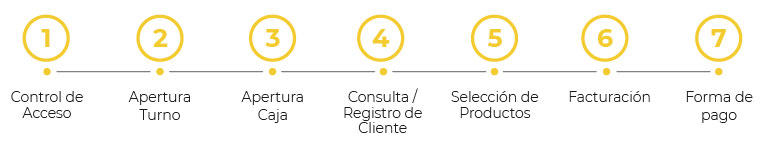 1
2
3
4
5
6
7
Control de
Acceso
Apertura
Turno
Apertura
Caja
Consulta /
Registro de
Cliente
Selección de
Productos
Facturación
Forma de
pago